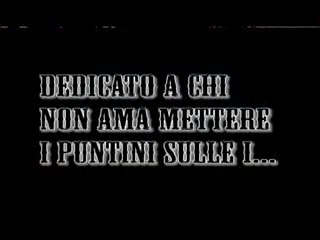 DEDICATO A CHI
NON AMA METTERE
I PUNTINI SULLE I...